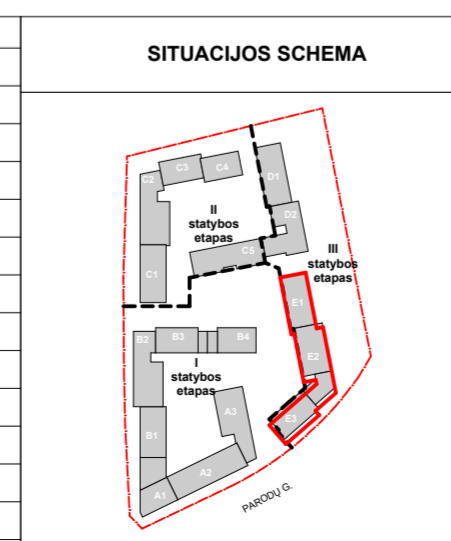 SITUACIJOS SCHEMA
C2
C3
C4
D1
D2
II
statybos
etapas
C5
C1
III
statybos
etapas
E1
B2
B3
B4
E2
I
statybos
etapas
A3
E3
B1
A2
A1
PARODŲ G.